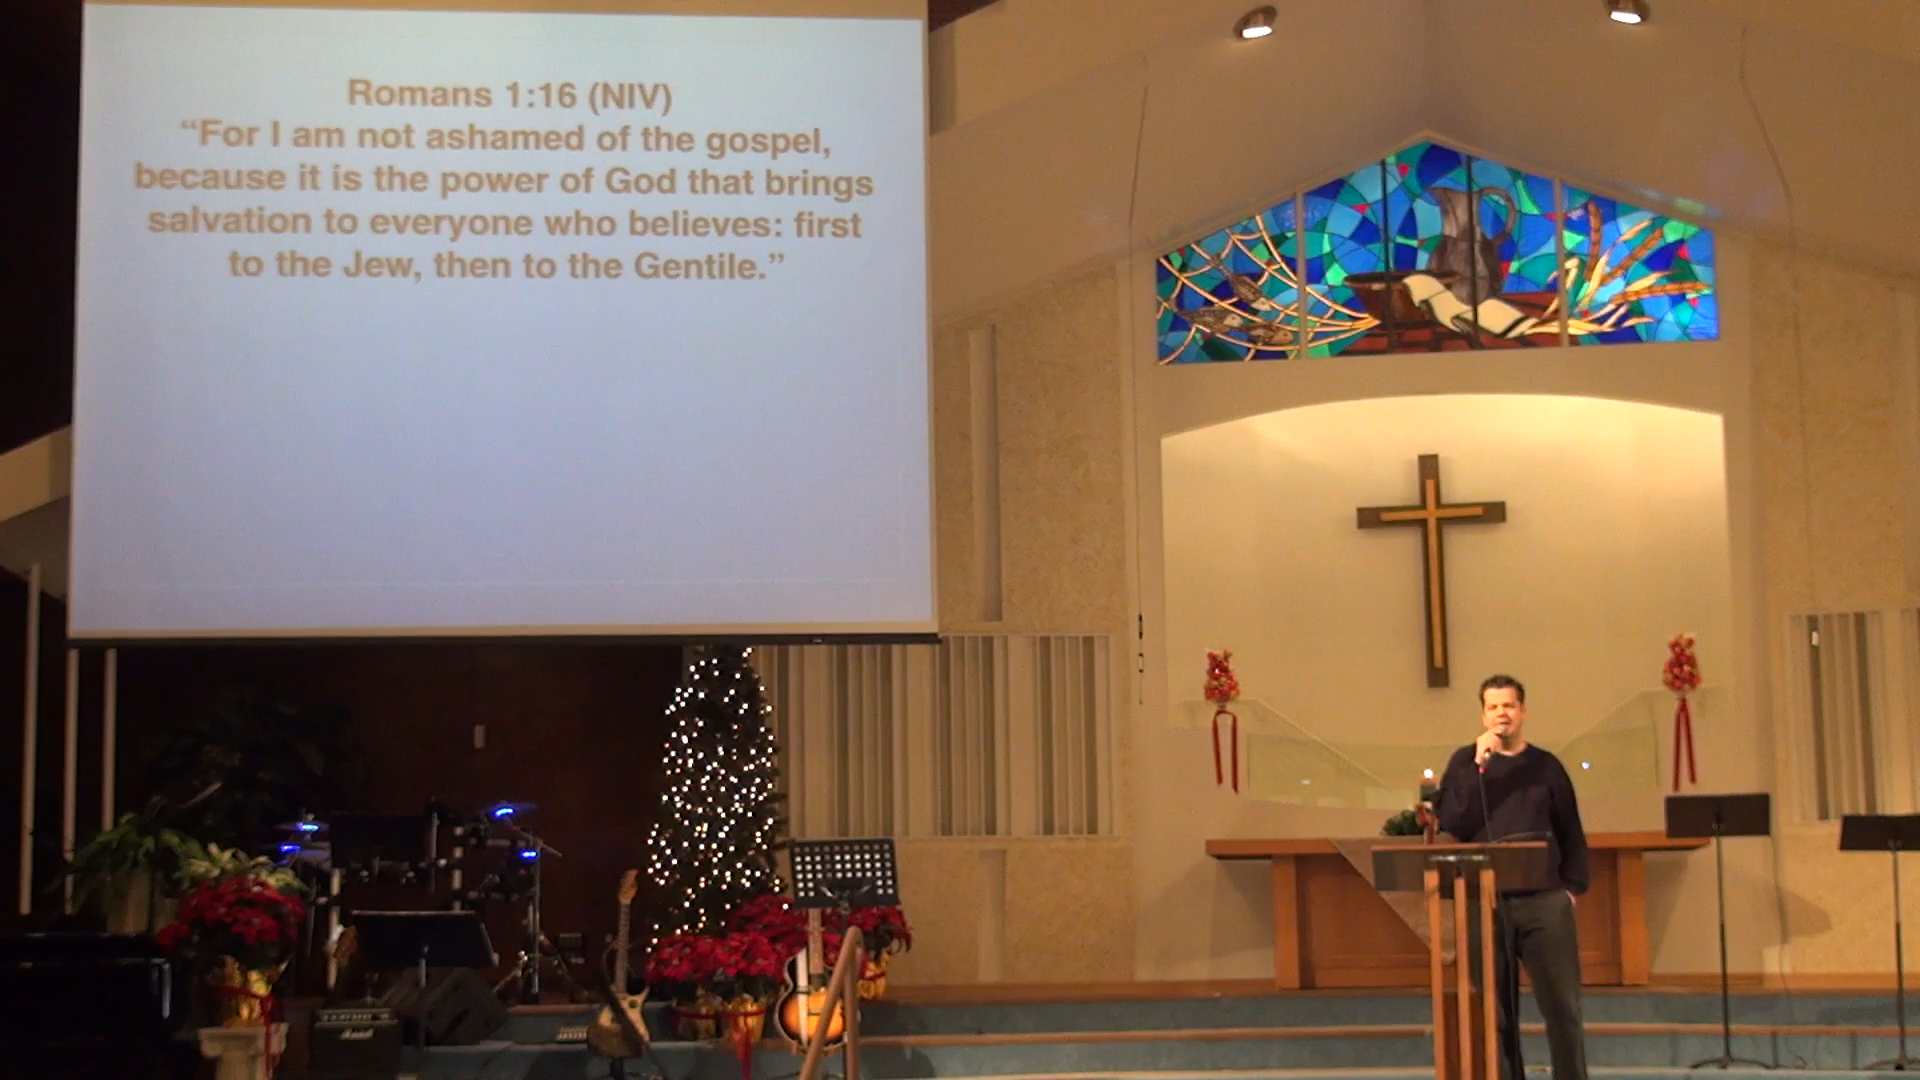 Romans 1:16 (NIV)
“For I am not ashamed of the gospel,
because it is the power of God that brings
salvation to everyone who believes: first
to the Jew, then to the Gentile.”
Marshall